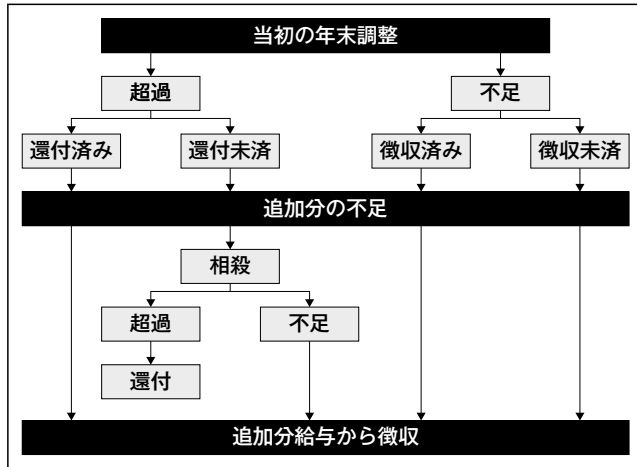 当初の年末調整
超過
不足
還付済み
還付未済
徴収済み
徴収未済
追加分の不足
相殺
超過
不足
還付
追加分給与から徴収